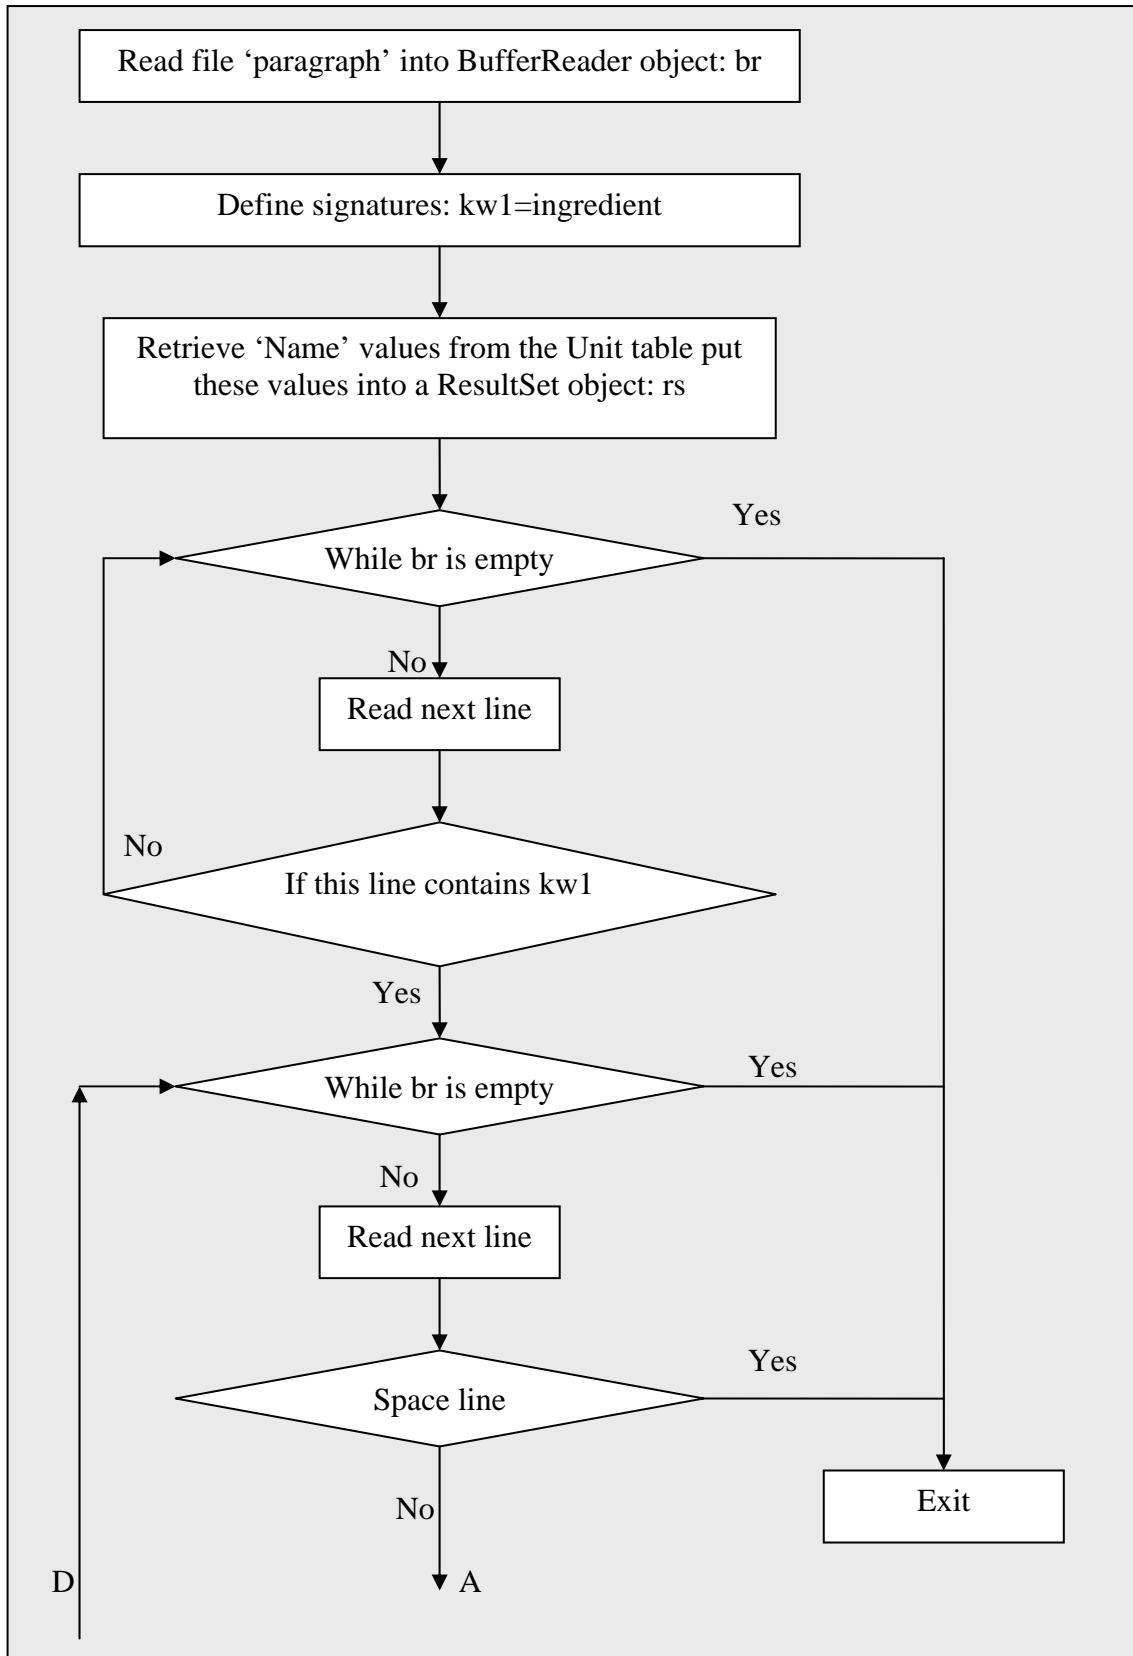 Read file ‘paragraph’ into BufferReader object: br
Define signatures: kw1=ingredient
Retrieve ‘Name’ values from the Unit table put
these values into a ResultSet object: rs
Yes
While br is empty
No
Read next line
No
If this line contains kw1
Yes
While br is empty
Yes
No
Read next line
Yes
Space line
No
Exit
D
A